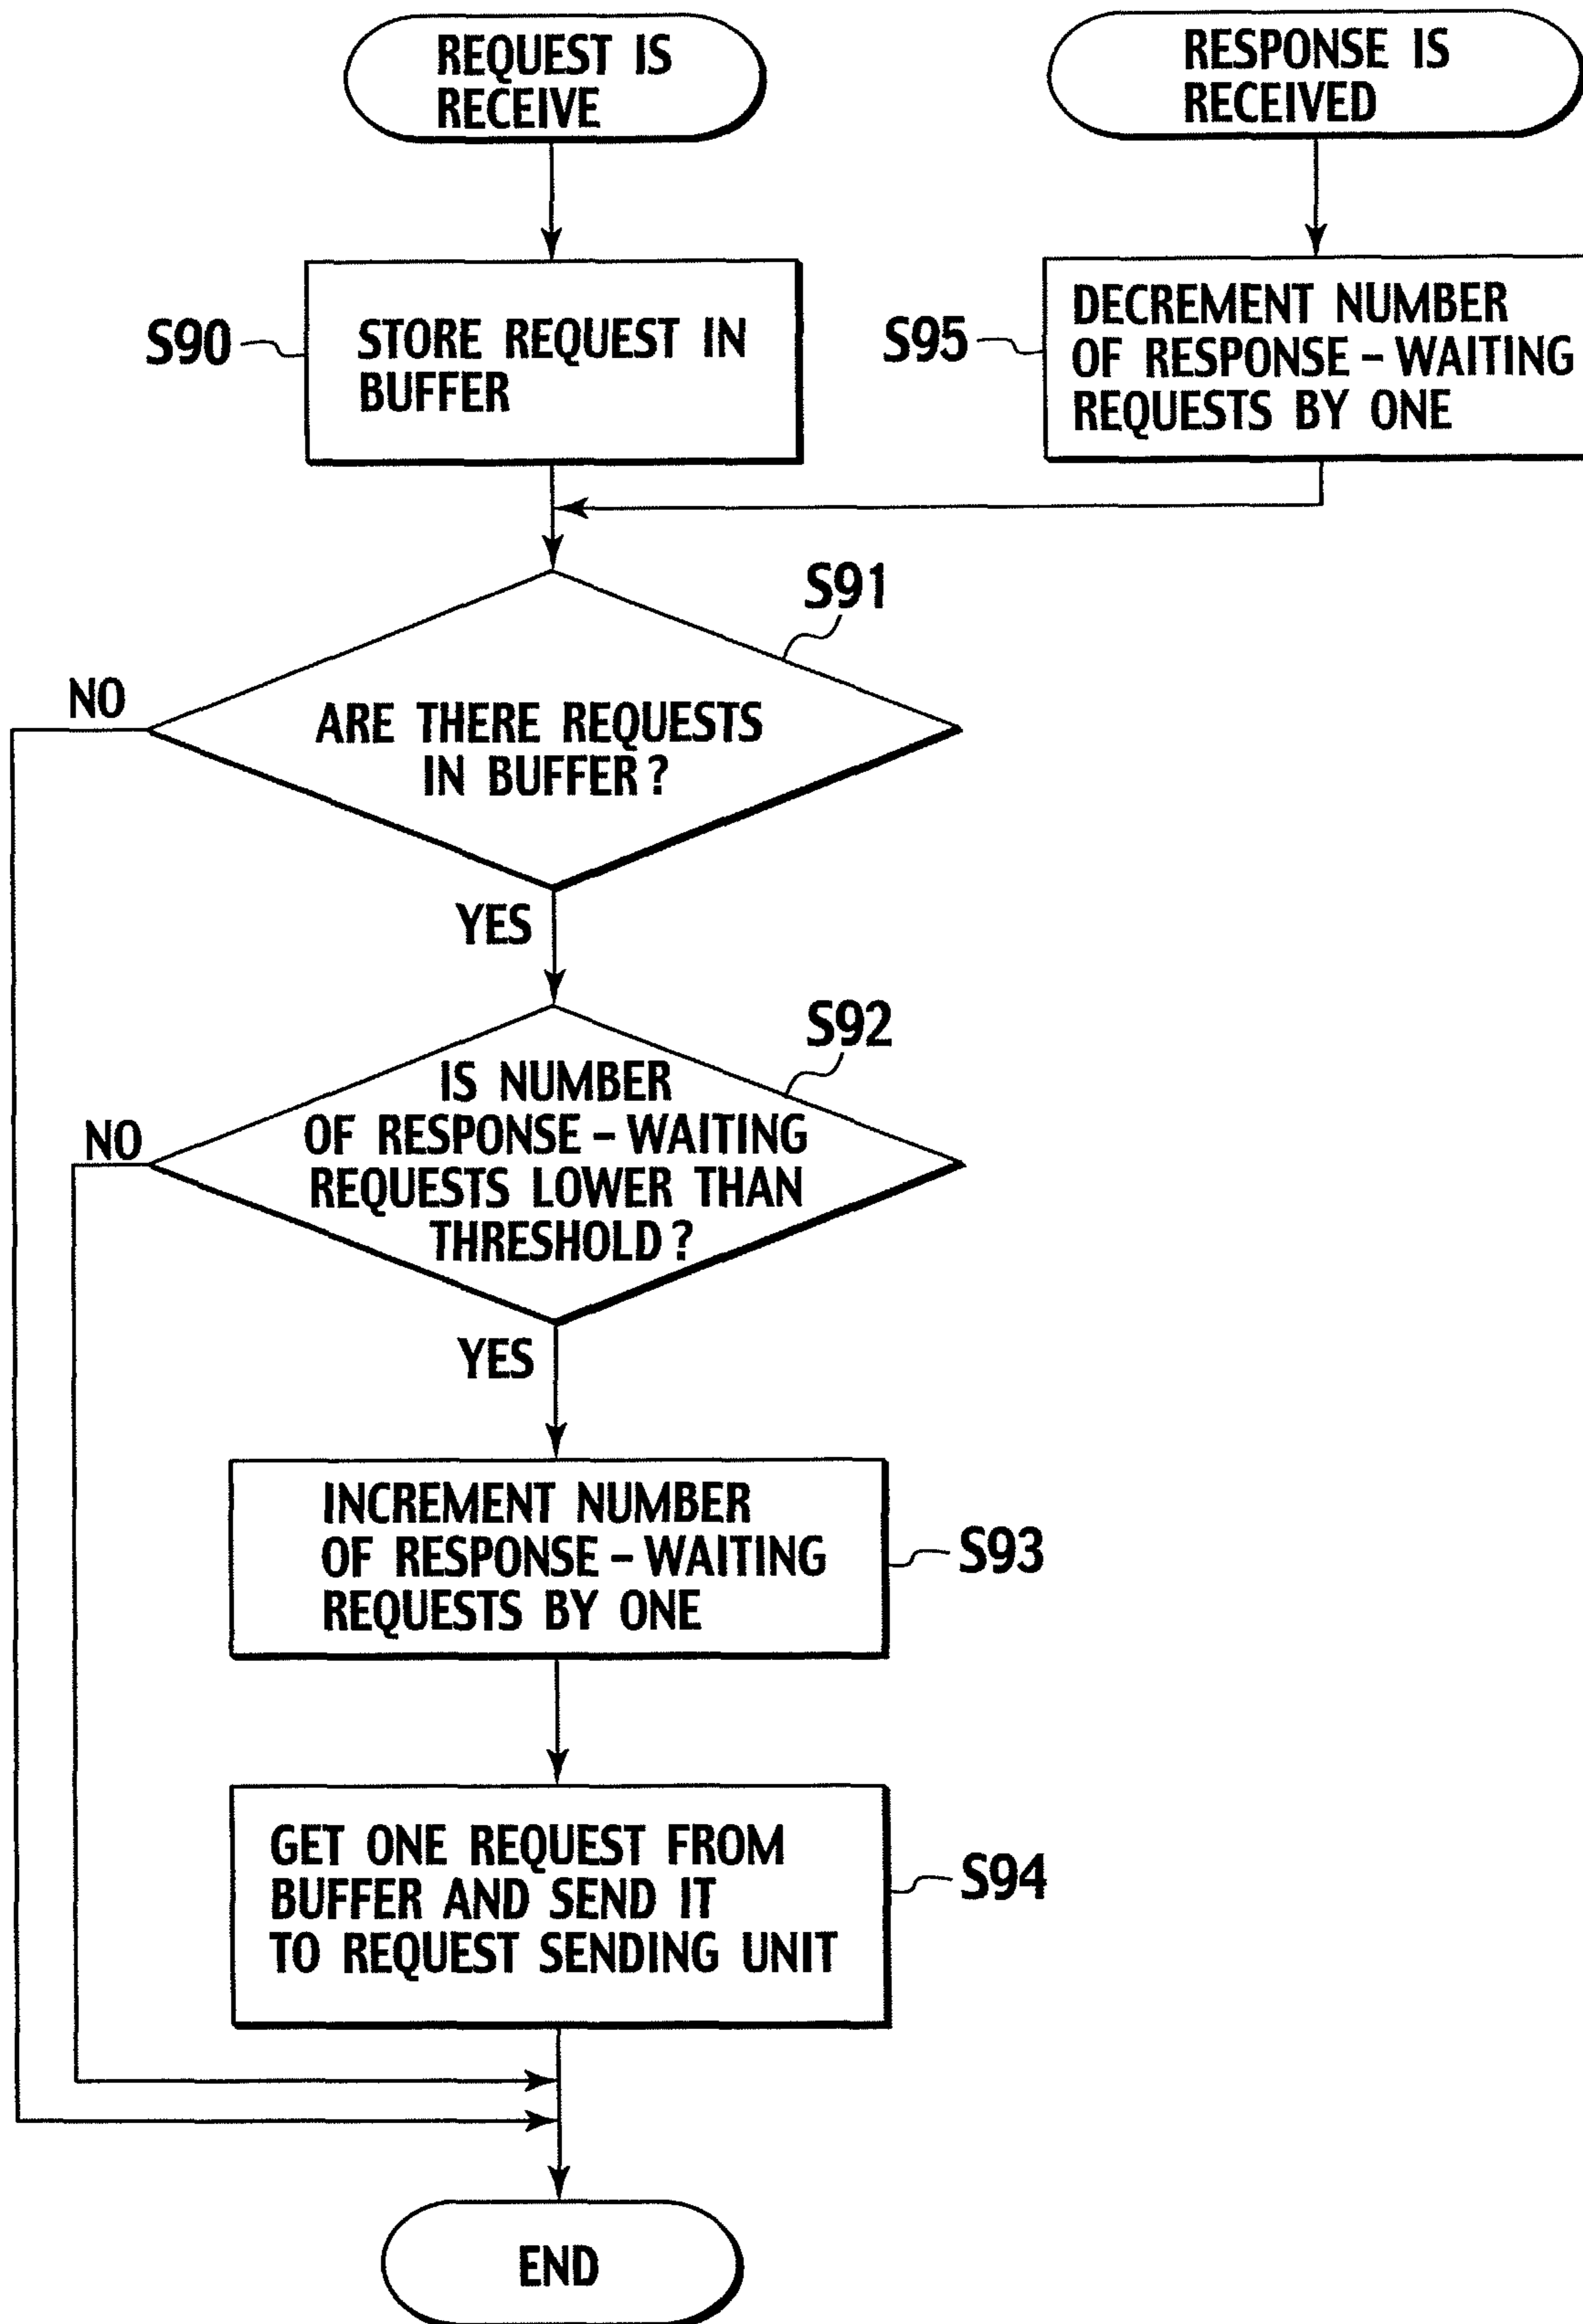 REQUEST IS
RECEIVE
RESPONSE IS
RECEIVED
S90
STORE REQUEST IN
BUFFER
S95
DECREMENT NUMBER
OF RESPONSE – WAITING
REQUESTS BY ONE
S91
NO
ARE THERE REQUESTS
IN BUFFER ?
YES
S92
NO
IS NUMBER
OF RESPONSE – WAITING
REQUESTS LOWER THAN
THRESHOLD ?
YES
INCREMENT NUMBER
OF RESPONSE – WAITING
REQUESTS BY ONE
S93
GET ONE REQUEST FROM
BUFFER AND SEND IT
TO REQUEST SENDING UNIT
S94
END